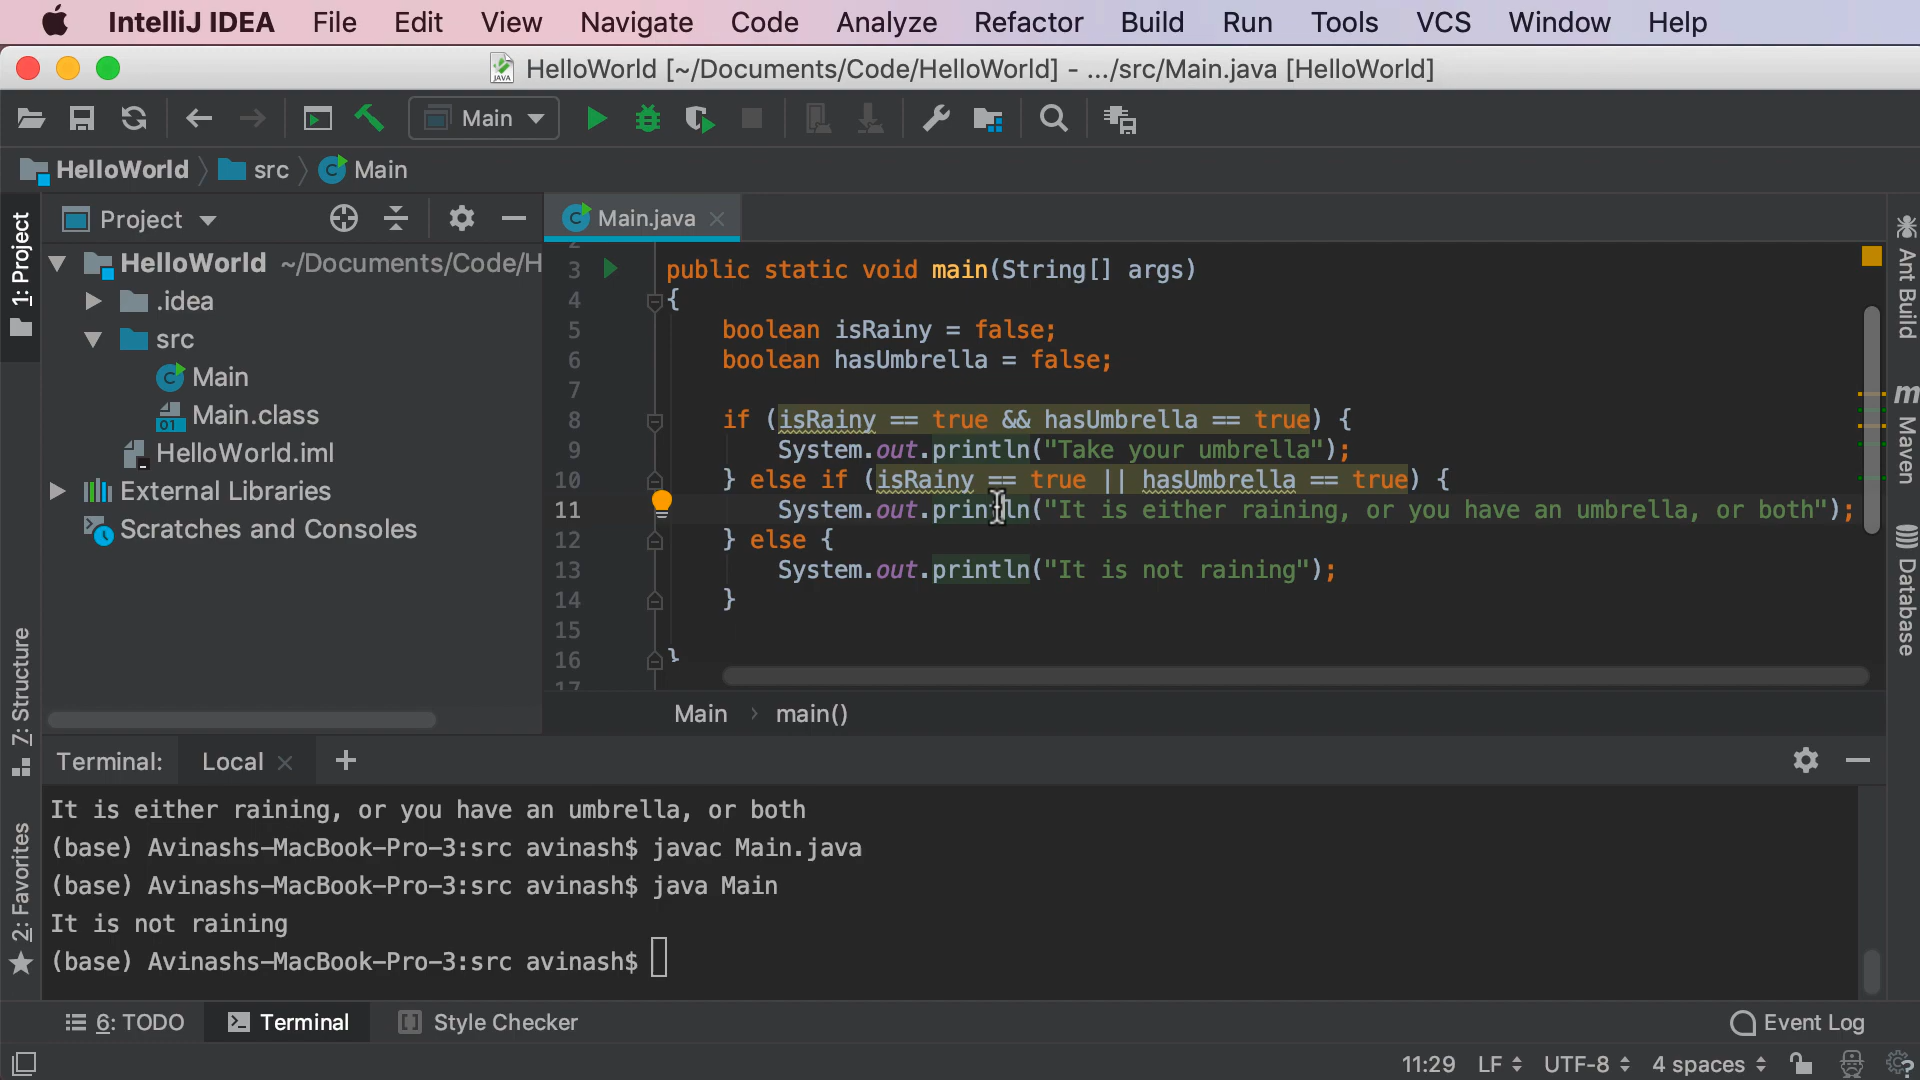 IntelliJ IDEA File Edit View Navigate Code Analyze Refactor Build Run Tools VCS Window Help
HelloWorld [~/Documents/Code/HelloWorld] - .../src/Main.java [HelloWorld]
Main
HelloWorld src Main
1: Project
Project
HelloWorld ~/Documents/Code/H
.idea
src
Main
Main.class
HelloWorld.iml
External Libraries
Scratches and Consoles
Main.java
2
3 public static void main(String[] args)
4 {
5 boolean isRainy = false;
6 boolean hasUmbrella = false;
7
8 if (isRainy == true && hasUmbrella == true) {
9 System.out.println("Take your umbrella");
10 } else if (isRainy == true || hasUmbrella == true) {
11 System.out.println("It is either raining, or you have an umbrella, or both");
12 } else {
13 System.out.println("It is not raining");
14 }
15
16 }
17
Main › main()
Ant Build
m Maven
Database
7: Structure
2: Favorites
Terminal: Local
It is either raining, or you have an umbrella, or both
(base) Avinashs-MacBook-Pro-3:src avinash$ javac Main.java
(base) Avinashs-MacBook-Pro-3:src avinash$ java Main
It is not raining
(base) Avinashs-MacBook-Pro-3:src avinash$
6: TODO Terminal Style Checker Event Log
11:29 LF UTF-8 4 spaces